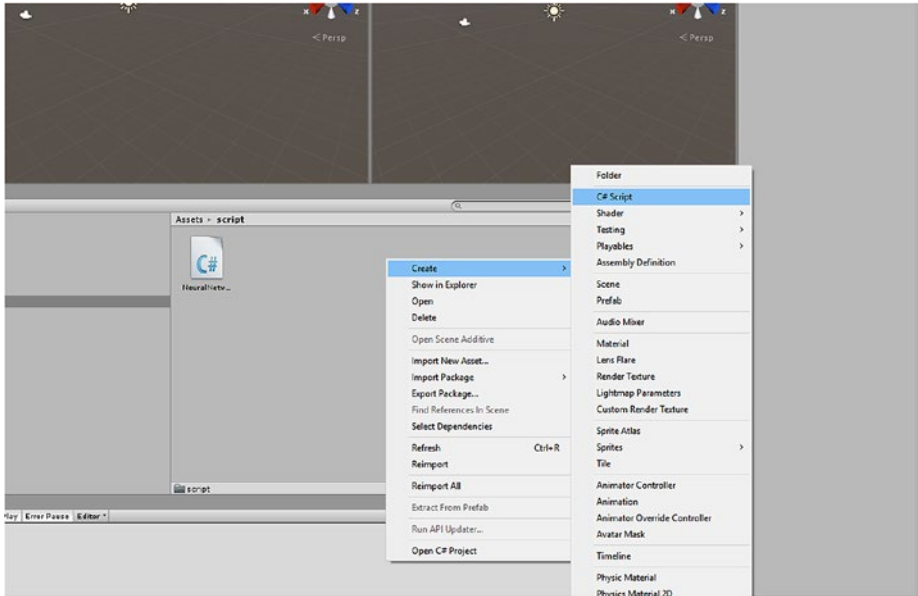 x
z
x
z
<Persp
<Persp
Assets ▸ script
C#
NeuralNetw...
script
Play Error Pause Editor
Create
Show in Explorer
Open
Delete
Open Scene Additive
Import New Asset...
Import Package
Export Package...
Find References In Scene
Select Dependencies
Refresh Ctrl+R
Reimport
Reimport All
Extract From Prefab
Run API Updater...
Open C# Project
Folder
C# Script
Shader
Testing
Playables
Assembly Definition
Scene
Prefab
Audio Mixer
Material
Lens Flare
Render Texture
Lightmap Parameters
Custom Render Texture
Sprite Atlas
Sprites
Tile
Animator Controller
Animation
Animator Override Controller
Avatar Mask
Timeline
Physic Material
Physics Material 2D